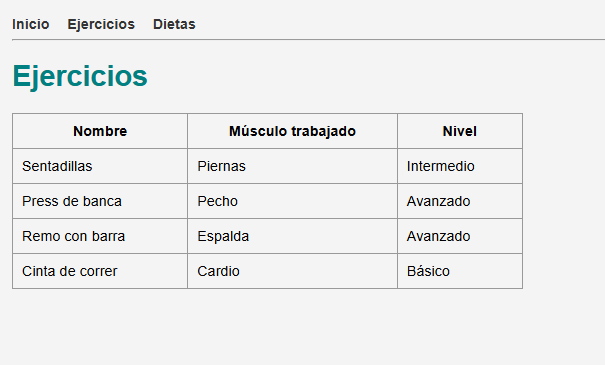 Inicio Ejercicios Dietas
Ejercicios
Nombre Músculo trabajado Nivel
Sentadillas Piernas Intermedio
Press de banca Pecho Avanzado
Remo con barra Espalda Avanzado
Cinta de correr Cardio Básico